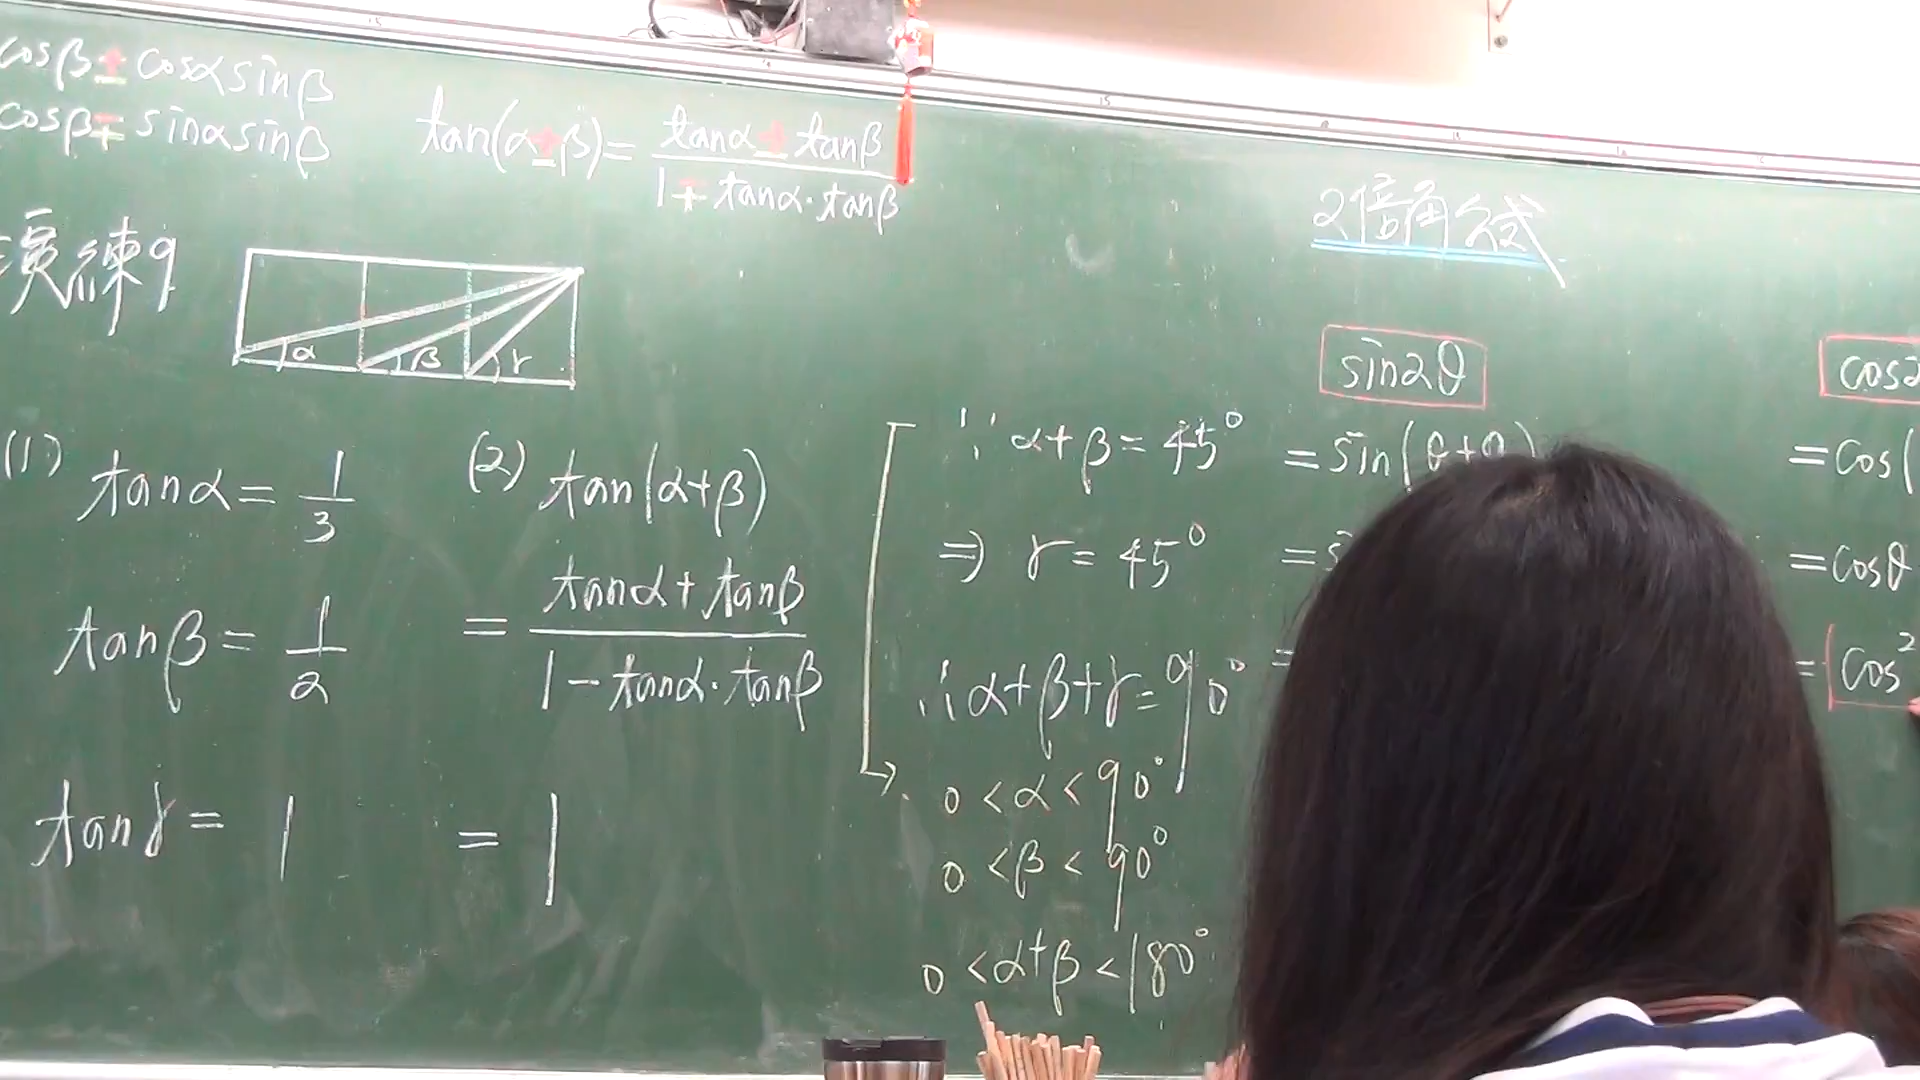 cosβ ± cosαsinβ
cosβ ∓ sinαsinβ
tan(α±β)= (tanα ± tanβ)/(1 ∓ tanα·tanβ)
演練9
α β γ
(1) tanα = 1/3
tanβ = 1/2
tanγ = 1
(2) tan(α+β)
= (tanα + tanβ)/(1 - tanα·tanβ)
= 1
∵ α+β = 45°
⇒ γ = 45°
∴ α+β+γ = 90°
0 < α < 90°
0 < β < 90°
0 < α+β < 180°
2倍角公式
sin2θ
= sin(θ+θ)
=
=
cos2
= cos(
= cosθ
= cos²